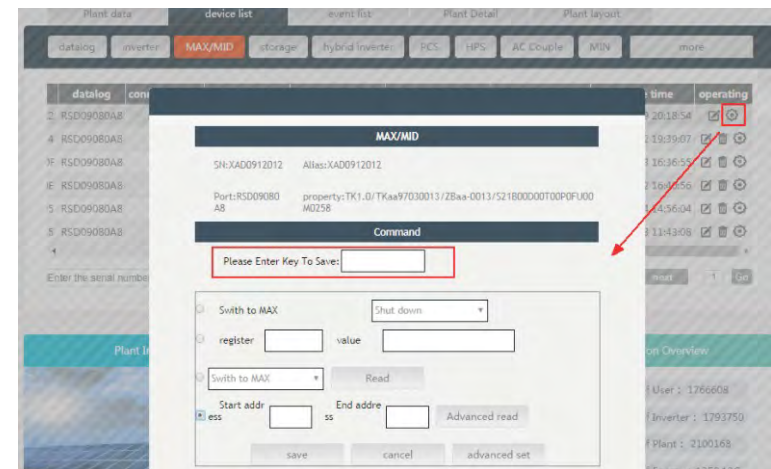 Plant data device list event list Plant Detail Plant layout
datalog inverter MAX/MID storage hybrid inverter PCS HPS AC Couple MIN more
datalog time operating
RSD09080A8 20:18:54
RSD09080A8 19:39:07
RSD09080A8 16:36:55
RSD09080A8
RSD09080A8 14:56:04
RSD09080A8 11:43:08
MAX/MID
SN:XAD0912012 Alias:XAD0912012
Port:RSD09080 property:TK1.0/TKaa97030013/ZBaa-0013/S21B00D00T00P0FU00
A8 M0258
Command
Please Enter Key To Save:
Enter the serial number next 1 Go
Swith to MAX Shut down
register value
Swith to MAX Read
Start addr End addre
ess ss Advanced read
save cancel advanced set
Plant Overview
User : 1766608
Inverter : 1793750
Plant : 2100168